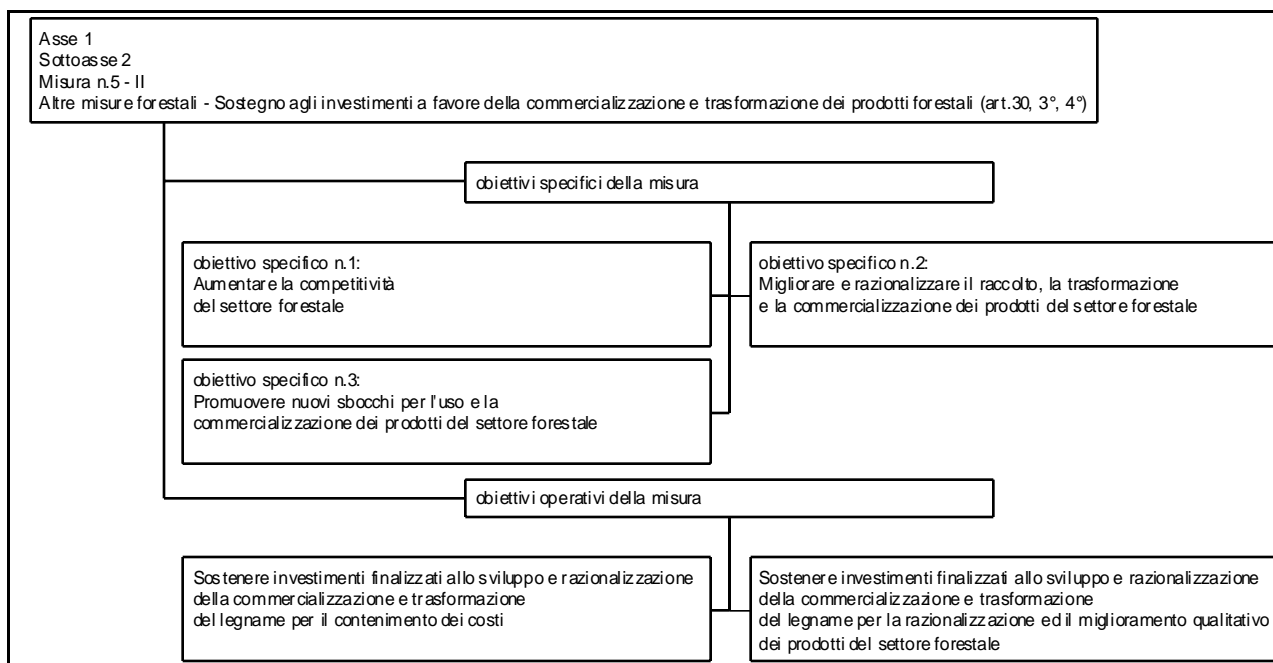 Asse 1
Sottoasse 2
Misura n.5 - II
Altre misure forestali - Sostegno agli investimenti a favore della commercializzazione e trasformazione dei prodotti forestali (art.30, 3°, 4°)
obiettivi specifici della misura
obiettivo specifico n.1:
Aumentare la competitività
del settore forestale
obiettivo specifico n.2:
Migliorare e razionalizzare il raccolto, la trasformazione
e la commercializzazione dei prodotti del settore forestale
obiettivo specifico n.3:
Promuovere nuovi sbocchi per l'uso e la
commercializzazione dei prodotti del settore forestale
obiettivi operativi della misura
Sostenere investimenti finalizzati allo sviluppo e razionalizzazione
della commercializzazione e trasformazione
del legname per il contenimento dei costi
Sostenere investimenti finalizzati allo sviluppo e razionalizzazione
della commercializzazione e trasformazione
del legname per la razionalizzazione ed il miglioramento qualitativo
dei prodotti del settore forestale